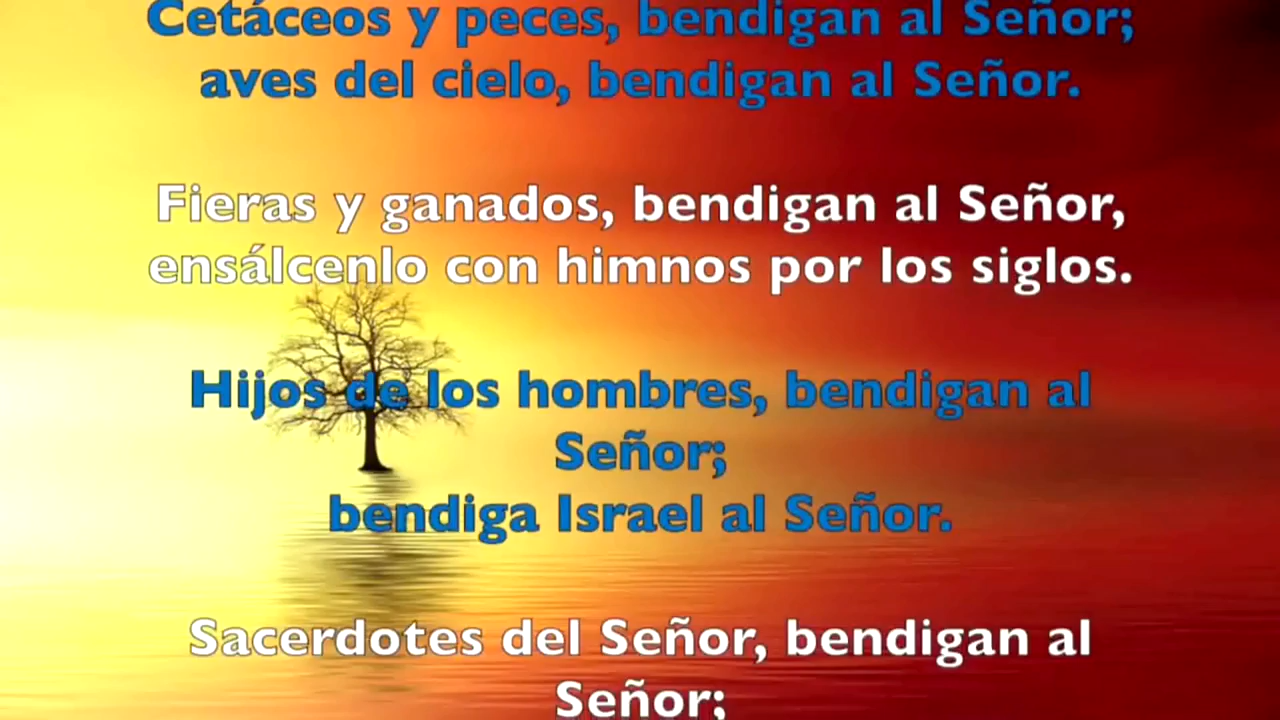 Cetáceos y peces, bendigan al Señor;
aves del cielo, bendigan al Señor.
Fieras y ganados, bendigan al Señor,
ensálcenlo con himnos por los siglos.
Hijos de los hombres, bendigan al
Señor;
bendiga Israel al Señor.
Sacerdotes del Señor, bendigan al
Señor;